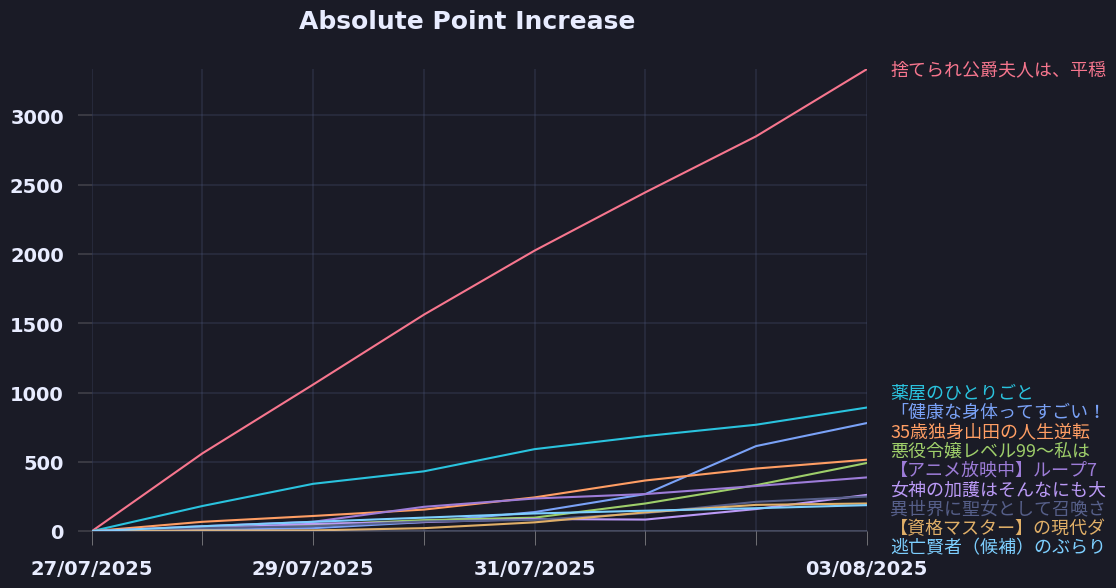 Absolute Point Increase
捨てられ公爵夫人は、平穏
3000
2500
2000
1500
1000
500
0
薬屋のひとりごと
「健康な身体ってすごい！
35歳独身山田の人生逆転
悪役令嬢レベル99〜私は
【アニメ放映中】ループ7
女神の加護はそんなにも大
異世界に聖女として召喚さ
【資格マスター】の現代ダ
逃亡賢者（候補）のぶらり
27/07/2025
29/07/2025
31/07/2025
03/08/2025